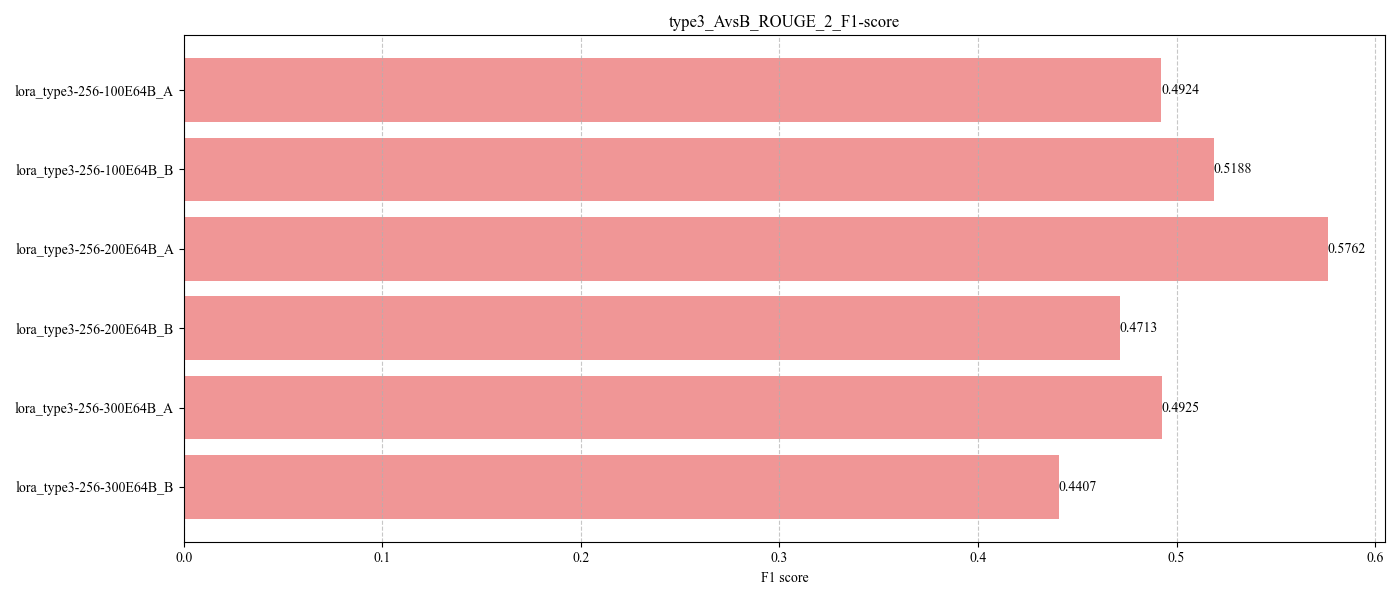 type3_AvsB_ROUGE_2_F1-score
lora_type3-256-100E64B_A
0.4924
lora_type3-256-100E64B_B
0.5188
lora_type3-256-200E64B_A
0.5762
lora_type3-256-200E64B_B
0.4713
lora_type3-256-300E64B_A
0.4925
lora_type3-256-300E64B_B
0.4407
0.0 0.1 0.2 0.3 0.4 0.5 0.6
F1 score